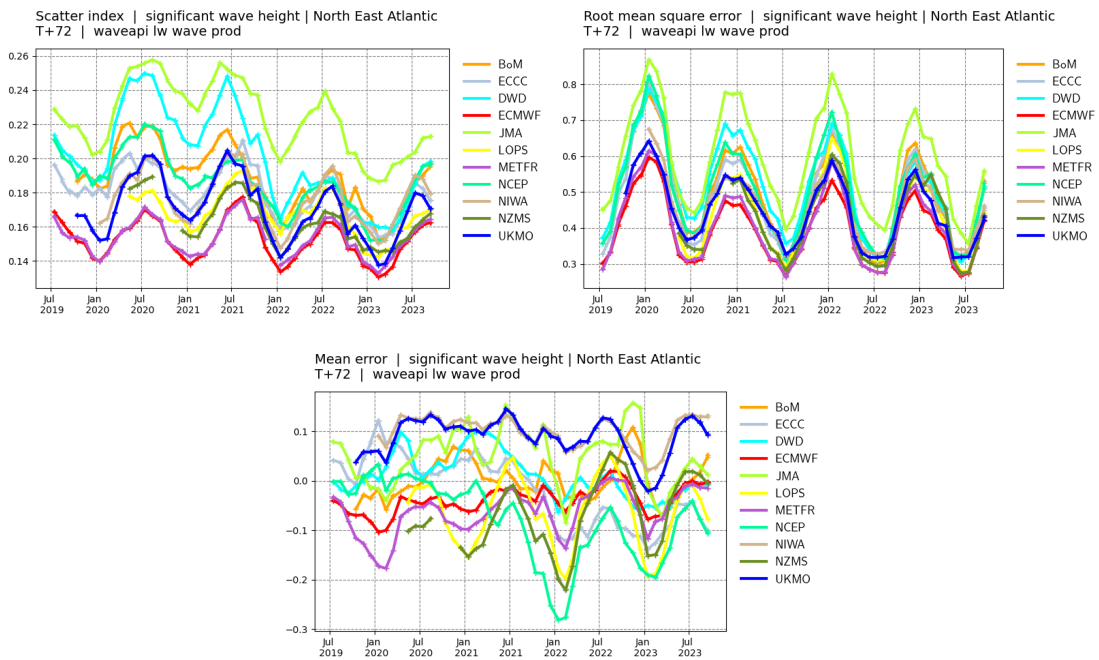 Scatter index | significant wave height | North East Atlantic
T+72 | waveapi lw wave prod
0.26
0.24
0.22
0.20
0.18
0.16
0.14
Jul
2019
Jan
2020
Jul
2020
Jan
2021
Jul
2021
Jan
2022
Jul
2022
Jan
2023
Jul
2023
BoM
ECCC
DWD
ECMWF
JMA
LOPS
METFR
NCEP
NIWA
NZMS
UKMO
Root mean square error | significant wave height | North East Atlantic
T+72 | waveapi lw wave prod
0.8
0.7
0.6
0.5
0.4
0.3
Jul
2019
Jan
2020
Jul
2020
Jan
2021
Jul
2021
Jan
2022
Jul
2022
Jan
2023
Jul
2023
BoM
ECCC
DWD
ECMWF
JMA
LOPS
METFR
NCEP
NIWA
NZMS
UKMO
Mean error | significant wave height | North East Atlantic
T+72 | waveapi lw wave prod
0.1
0.0
−0.1
−0.2
−0.3
Jul
2019
Jan
2020
Jul
2020
Jan
2021
Jul
2021
Jan
2022
Jul
2022
Jan
2023
Jul
2023
BoM
ECCC
DWD
ECMWF
JMA
LOPS
METFR
NCEP
NIWA
NZMS
UKMO